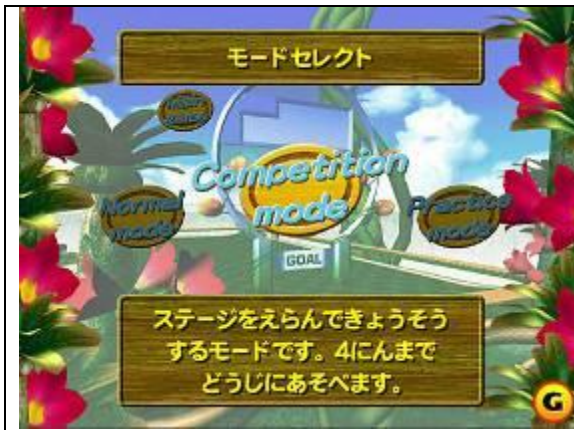 モードセレクト
Competition
mode
Normal
mode
Practice
mode
GOAL
ステージをえらんできょうそう
するモードです。4にんまで
どうじにあそべます。
G